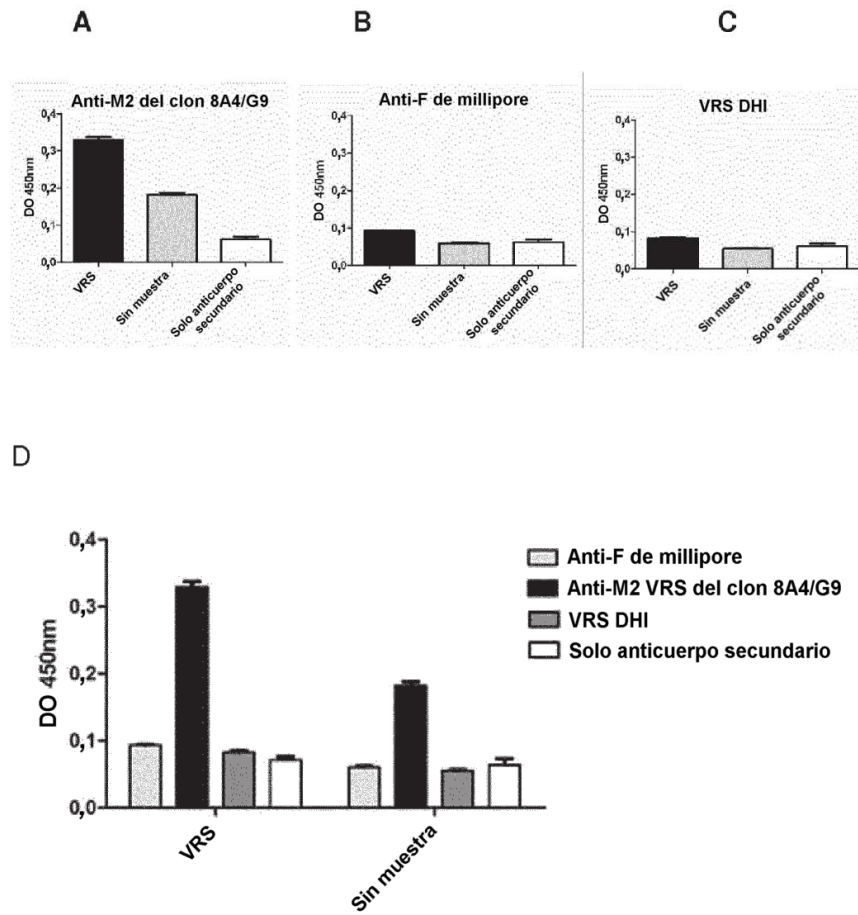 A
B
C
Anti-M2 del clon 8A4/G9
Anti-F de millipore
VRS DHI
0,4
0,3
0,2
0,1
0,0
DO 450nm
VRS
Sin muestra
Solo anticuerpo
secundario
0,4
0,3
0,2
0,1
0,0
DO 450nm
VRS
Sin muestra
Solo anticuerpo
secundario
0,4
0,3
0,2
0,1
0,0
DO 450nm
VRS
Sin muestra
Solo anticuerpo
secundario
D
0,4
0,3
0,2
0,1
0,0
DO 450nm
VRS
Sin muestra
Anti-F de millipore
Anti-M2 VRS del clon 8A4/G9
VRS DHI
Solo anticuerpo secundario